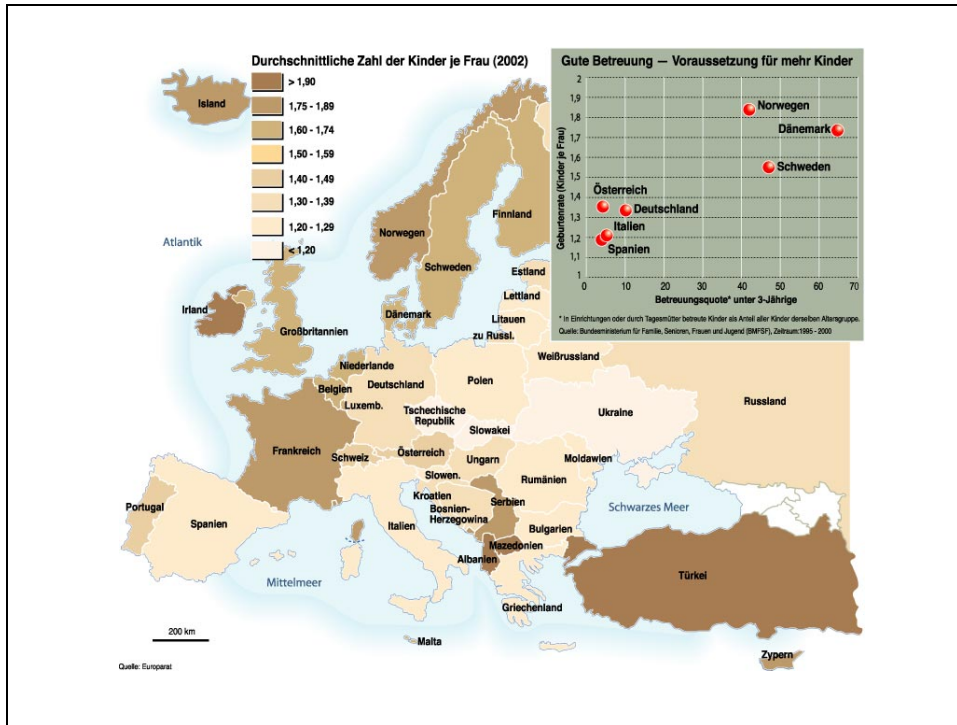 Durchschnittliche Zahl der Kinder je Frau (2002)
> 1,90
1,75 - 1,89
1,60 - 1,74
1,50 - 1,59
1,40 - 1,49
1,30 - 1,39
1,20 - 1,29
< 1,20
Gute Betreuung — Voraussetzung für mehr Kinder
Geburtenrate (Kinder je Frau)
2
1,9
1,8
1,7
1,6
1,5
1,4
1,3
1,2
1,1
1
Norwegen
Dänemark
Schweden
Österreich
Deutschland
Italien
Spanien
0 10 20 30 40 50 60 70
Betreuungsquote* unter 3-Jährige
* In Einrichtungen oder durch Tagesmütter betreute Kinder als Anteil aller Kinder derselben Altersgruppe.
Quelle: Bundesministerium für Familie, Senioren, Frauen und Jugend (BMFSF), Zeitraum:1995 - 2000
Island
Atlantik
Norwegen
Finnland
Schweden
Estland
Lettland
Irland
Dänemark
Litauen
Großbritannien
zu Russl.
Weißrussland
Niederlande
Deutschland
Polen
Russland
Belgien
Luxemb.
Tschechische
Republik
Ukraine
Slowakei
Frankreich
Schweiz
Österreich
Ungarn
Moldawien
Slowen.
Rumänien
Kroatien
Serbien
Portugal
Bosnien-
Herzegowina
Schwarzes Meer
Spanien
Italien
Bulgarien
Mazedonien
Albanien
Türkei
Mittelmeer
Griechenland
200 km
Malta
Zypern
Quelle: Europarat